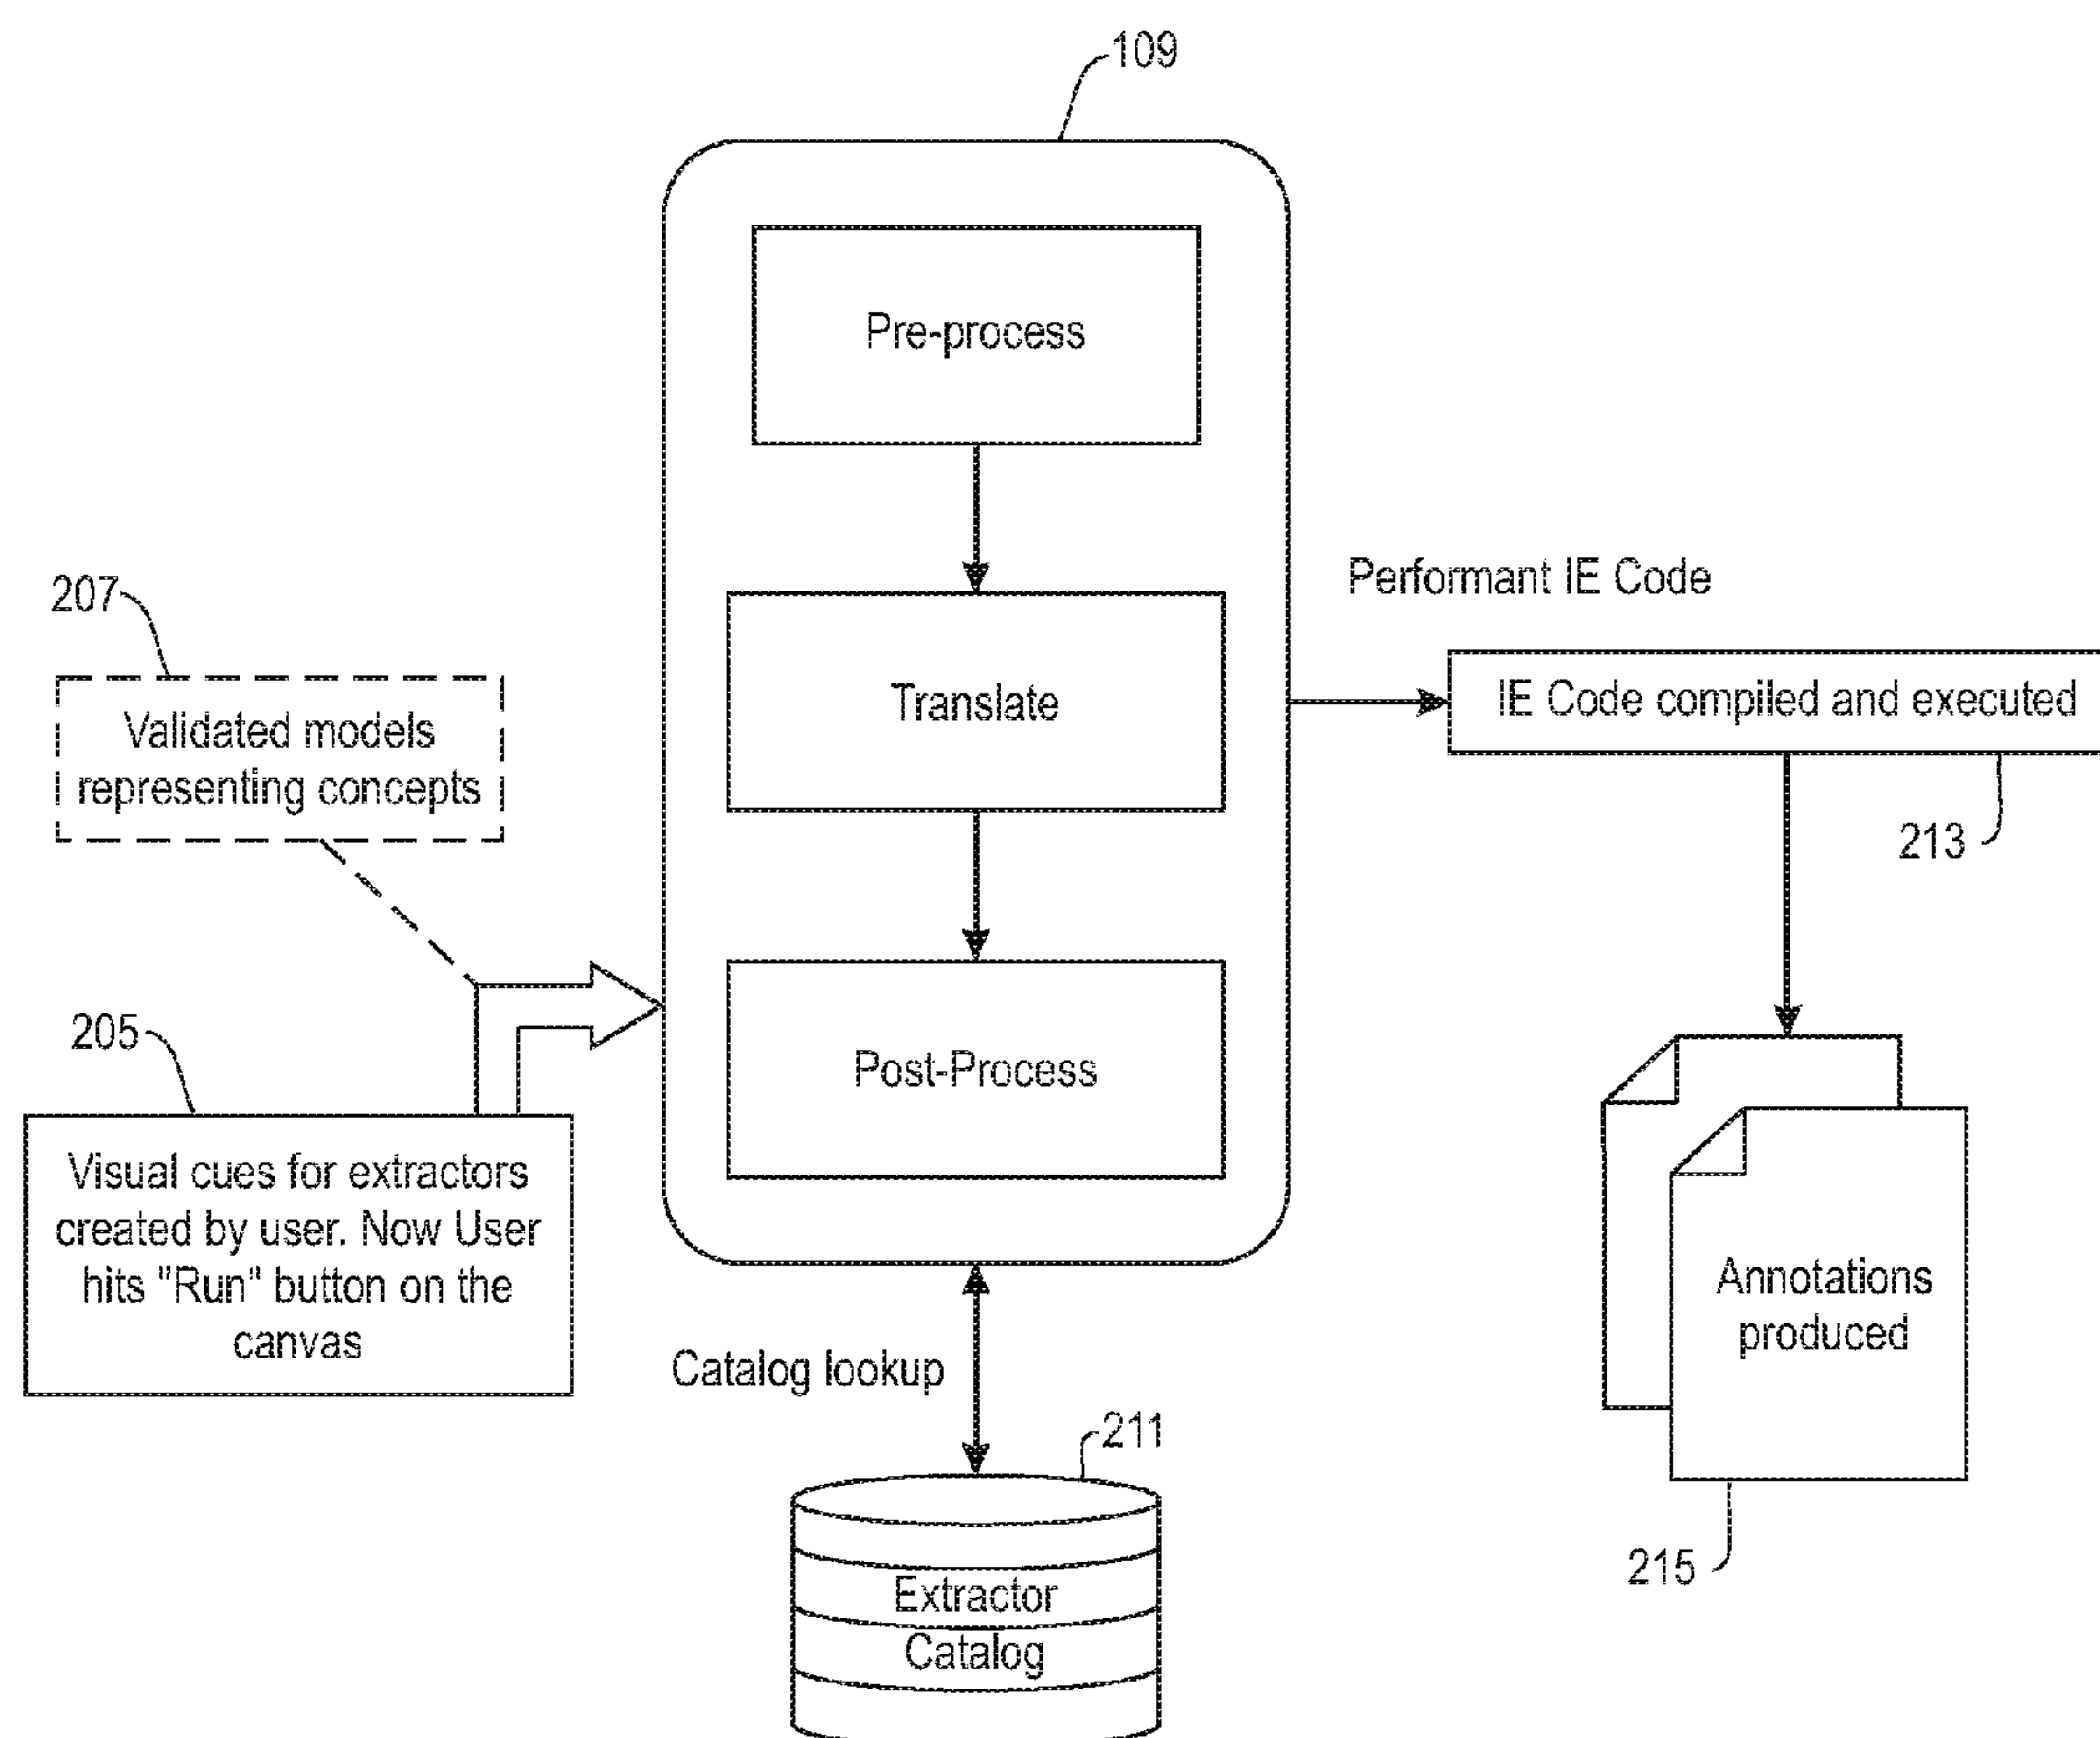 109
Pre-process
Performant IE Code
207
Translate
IE Code compiled and executed
Validated models
representing concepts
213
205
Post-Process
Visual cues for extractors
created by user. Now User
hits "Run" button on the
canvas
Annotations
produced
Catalog lookup
211
215
Extractor
Catalog